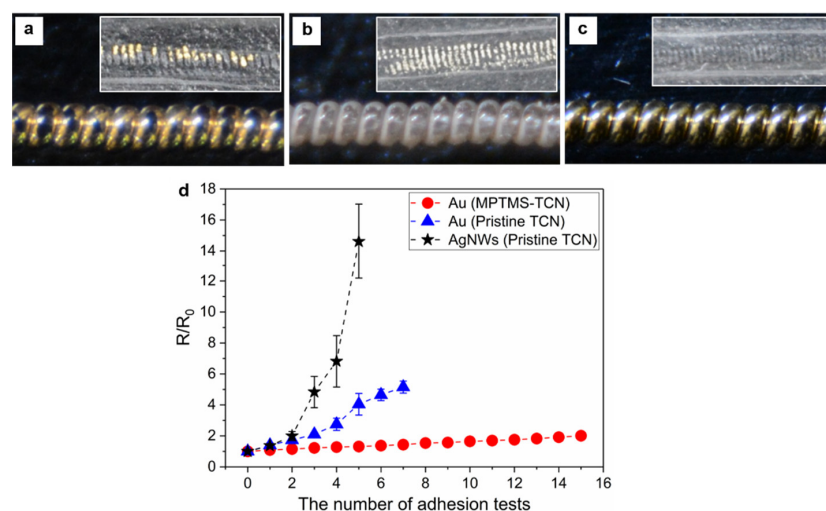 a
b
c
d
Au (MPTMS-TCN)
Au (Pristine TCN)
AgNWs (Pristine TCN)
R/R0
18
16
14
12
10
8
6
4
2
0
0 2 4 6 8 10 12 14 16
The number of adhesion tests